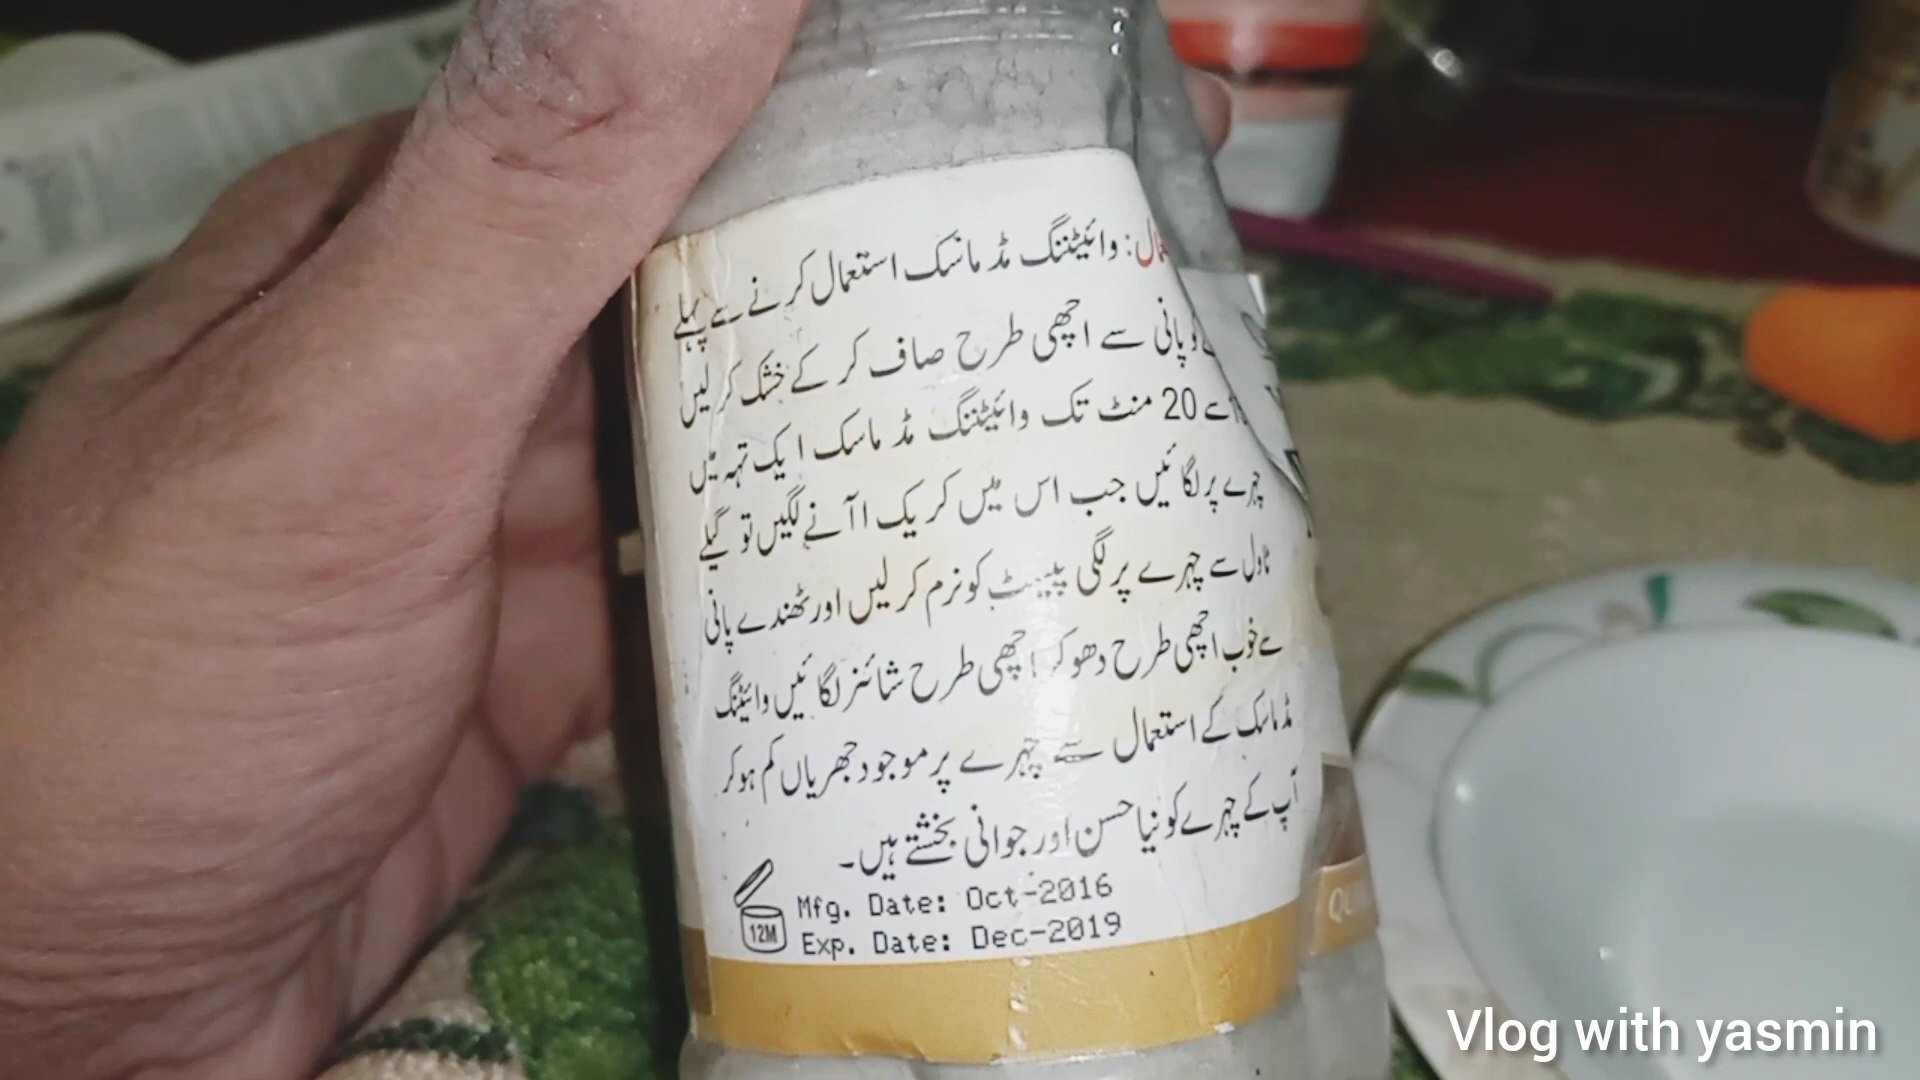 وائیٹننگ مڈ ماسک استعمال کرنے سے پہلے
پانی سے اچھی طرح صاف کر کے خشک کر لیں
سے 20 منٹ تک وائیٹننگ مڈ ماسک ایک تہہ میں
چہرے پر لگائیں جب اس میں کریک ا آنے لگیں تو گیلے
ٹاول سے چہرے پر لگی پیسٹ کو نرم کر لیں اور ٹھنڈے پانی
سے خوب اچھی طرح دھو کر اچھی طرح شائنر لگائیں وائیٹنگ
مڈ ماسک کے استعمال سے چہرے پر موجود جھریاں کم ہو کر
آپ کے چہرے کو نیا حسن اور جوانی بخشتے ہیں۔
12M
Mfg. Date: Oct-2016
Exp. Date: Dec-2019
Vlog with yasmin